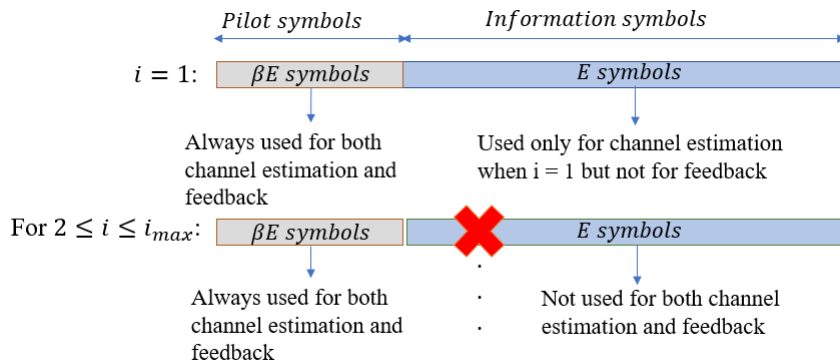 Pilot symbols Information symbols
i = 1: βE symbols E symbols
Always used for both
channel estimation and
feedback
Used only for channel estimation
when i = 1 but not for feedback
For 2 ≤ i ≤ i_max: βE symbols E symbols
Always used for both
channel estimation and
feedback
Not used for both channel
estimation and feedback